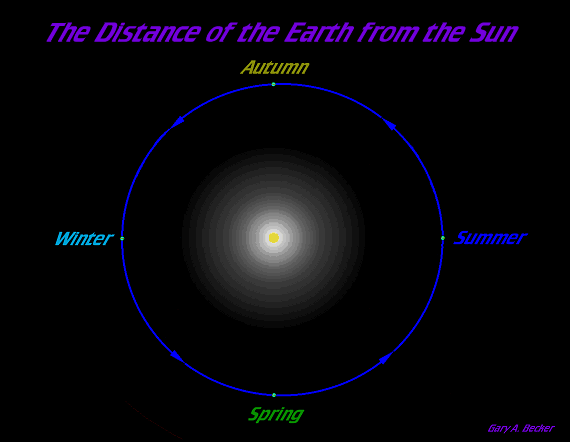 The Distance of the Earth from the Sun
Autumn
Winter
Summer
Spring
Gary A. Becker